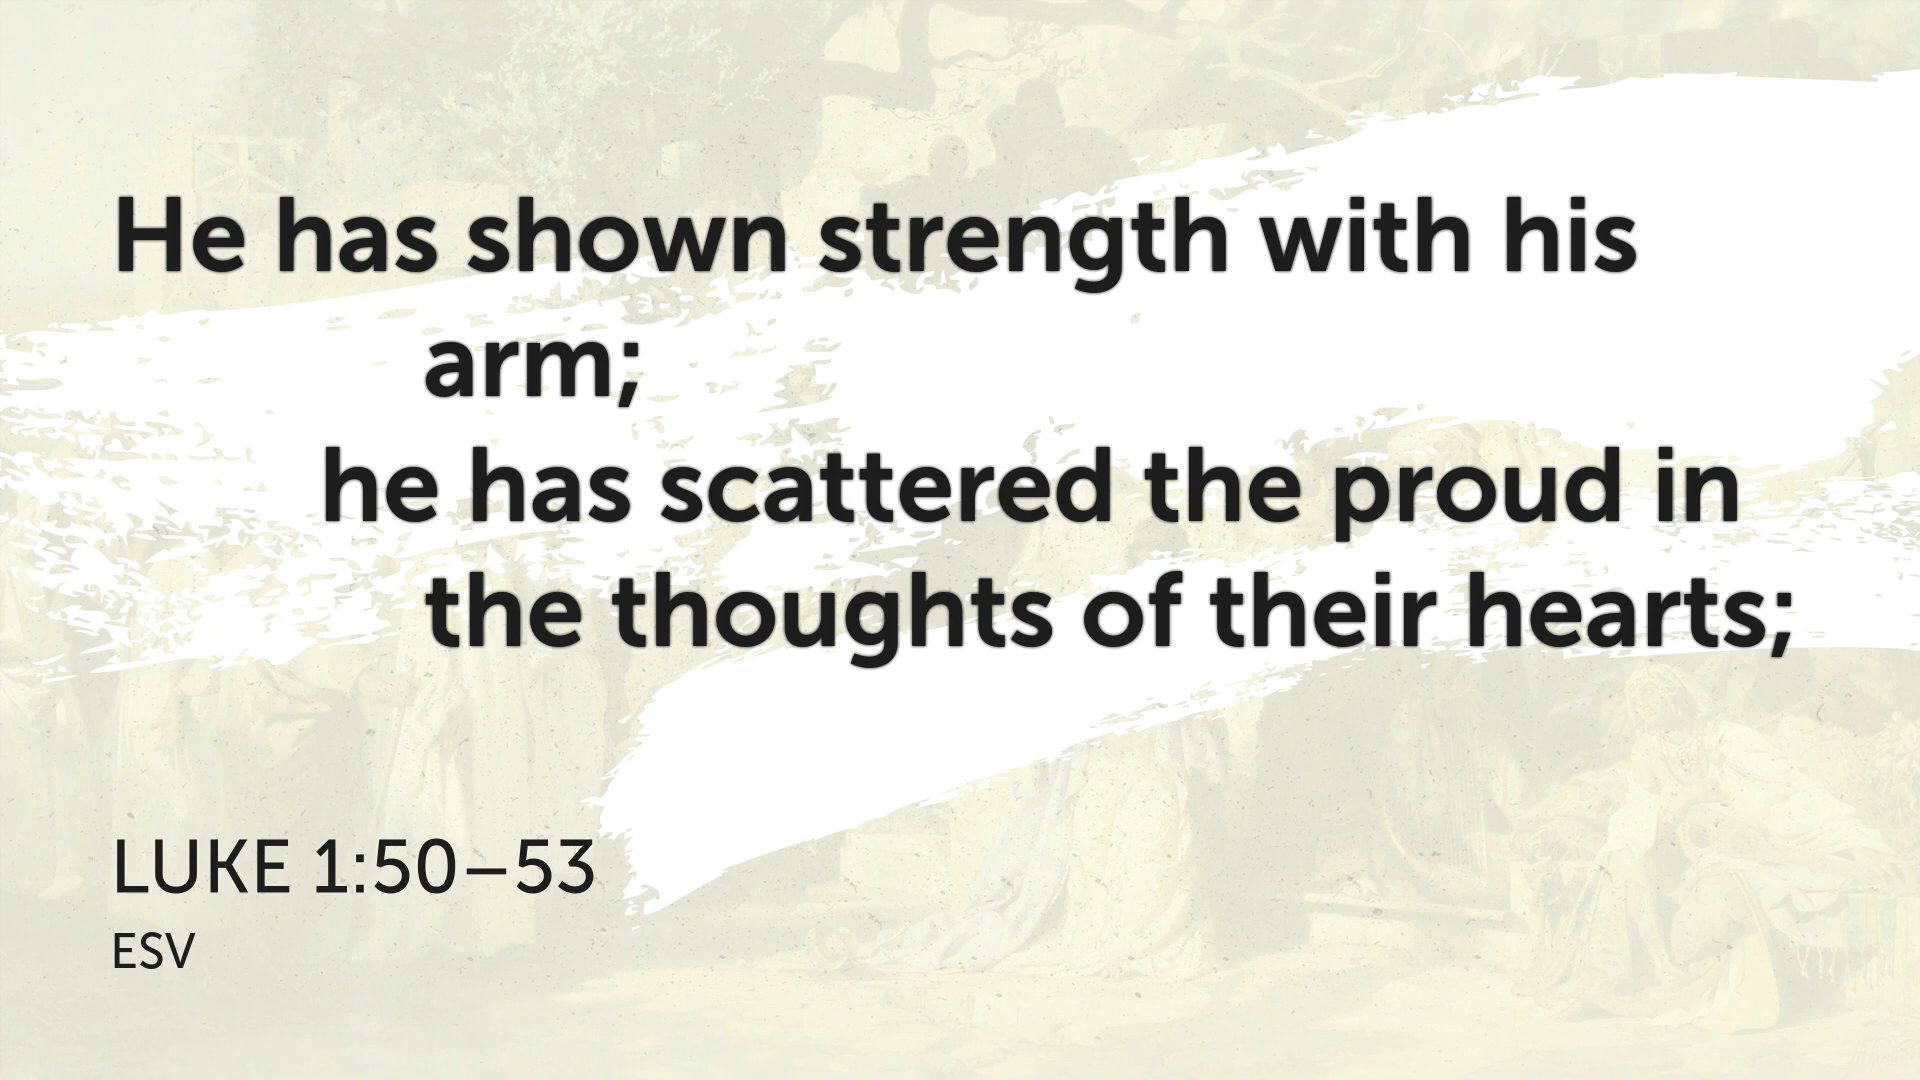 He has shown strength with his
arm;
he has scattered the proud in
the thoughts of their hearts;
LUKE 1:50–53
ESV